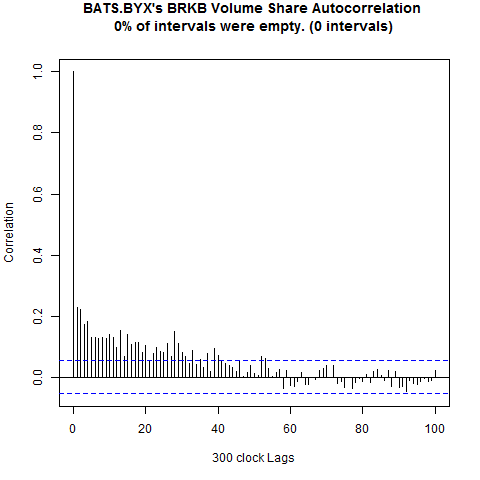 BATS.BYX's BRKB Volume Share Autocorrelation
0% of intervals were empty. (0 intervals)
Correlation
1.0
0.8
0.6
0.4
0.2
0.0
0 20 40 60 80 100
300 clock Lags